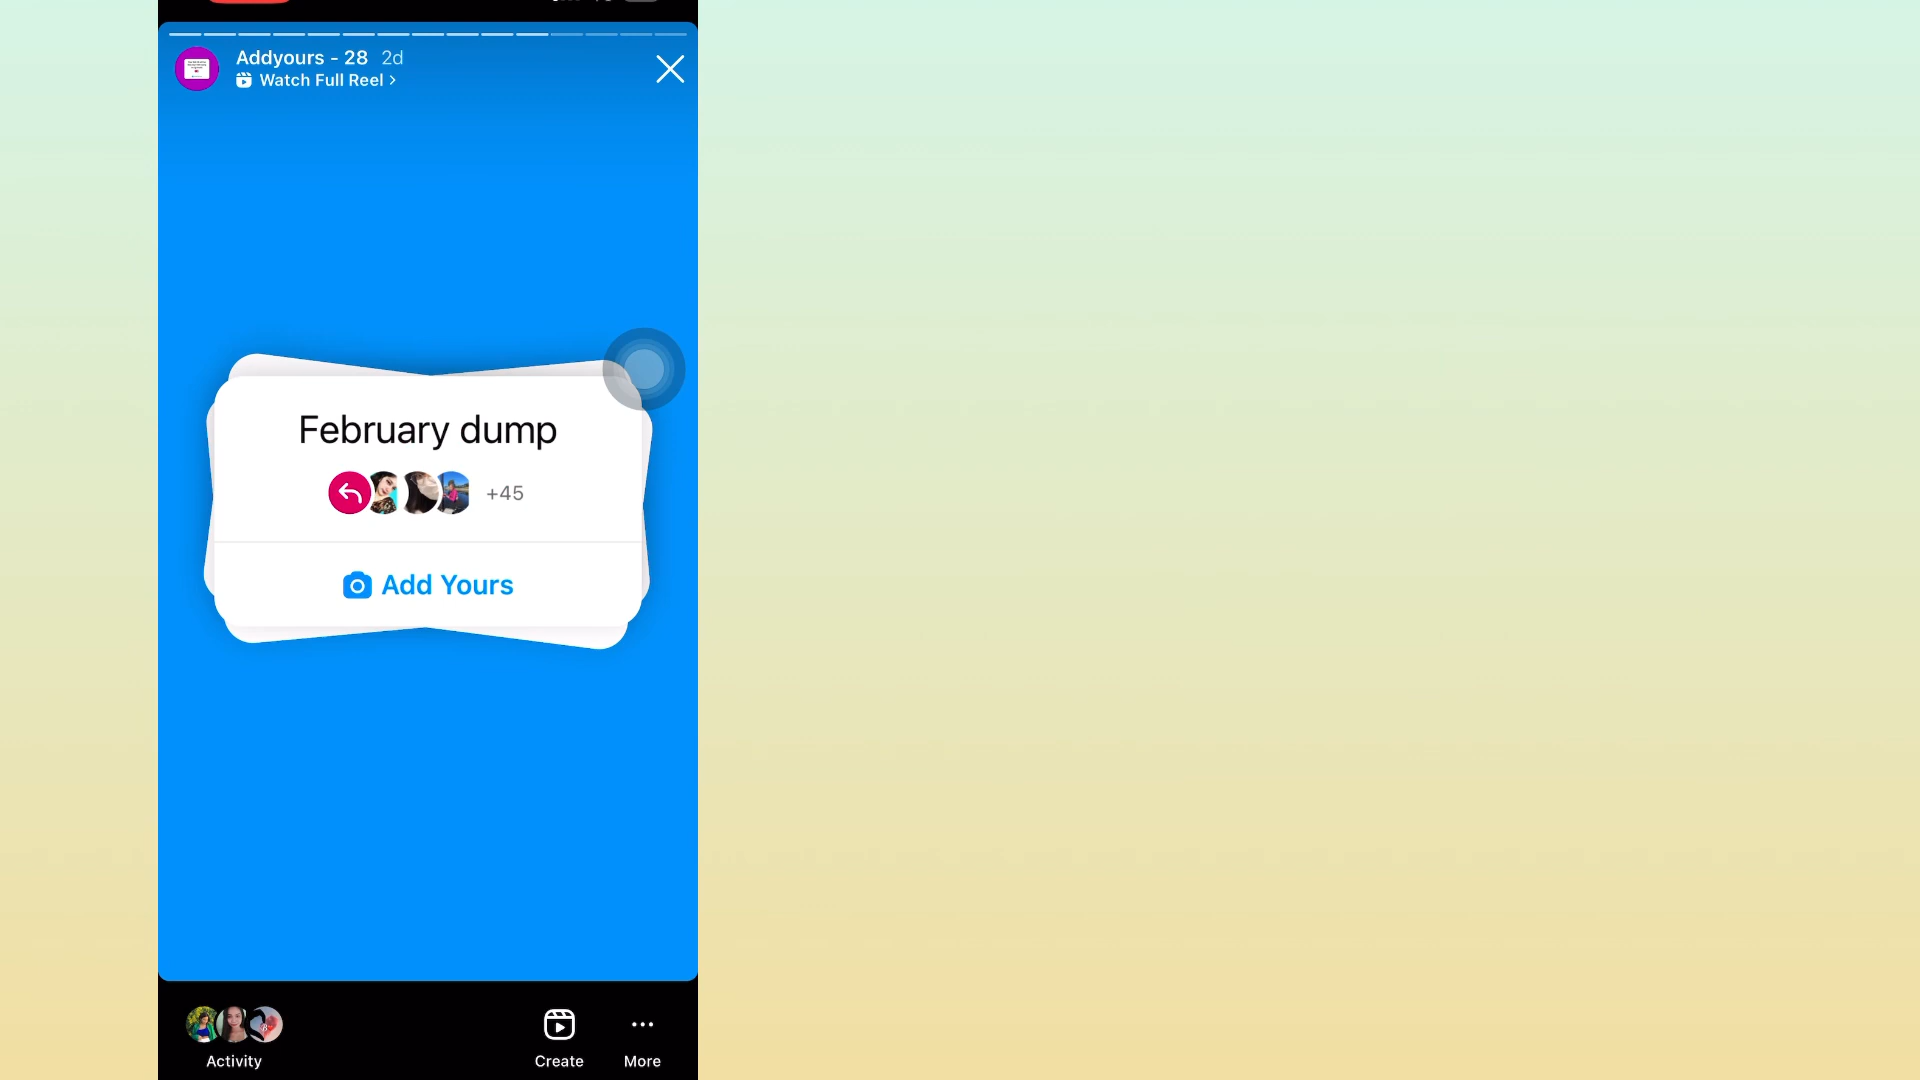 Addyours - 28 2d
Watch Full Reel >
February dump
+45
Add Yours
Activity
Create
More